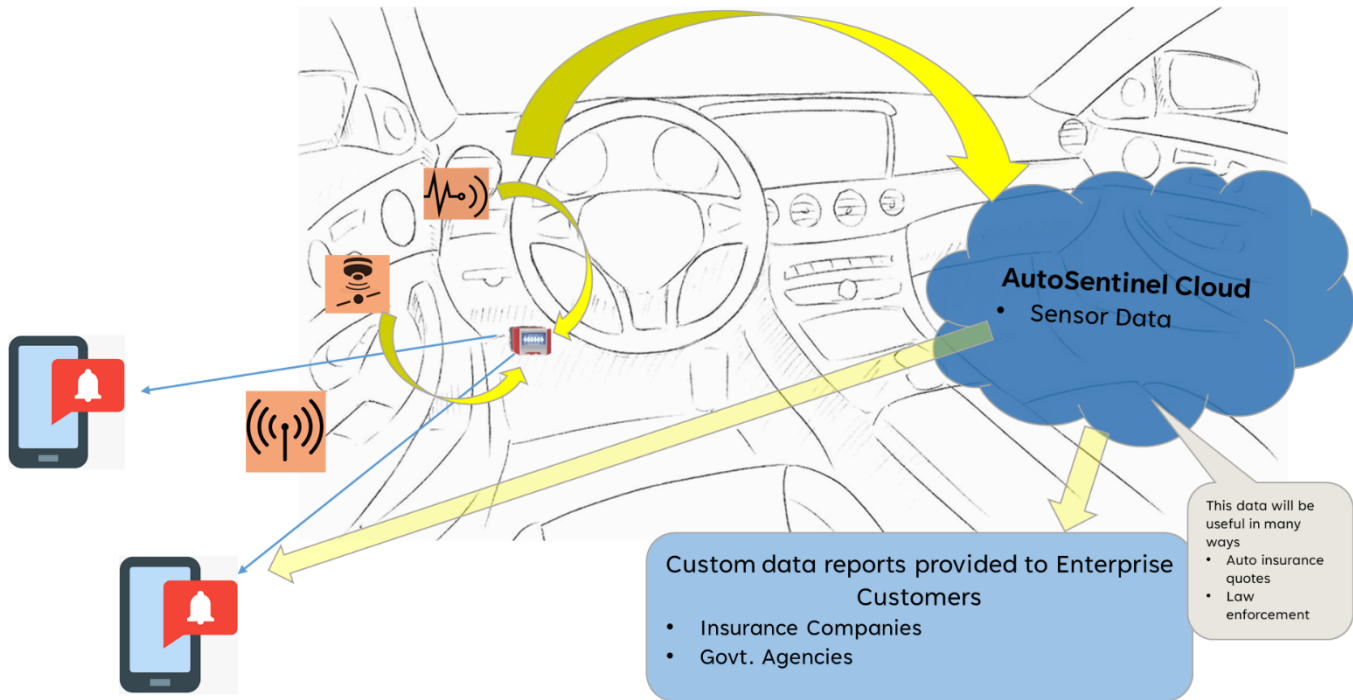 AutoSentinel Cloud
• Sensor Data
This data will be
useful in many
ways
• Auto insurance
quotes
• Law
enforcement
Custom data reports provided to Enterprise
Customers
• Insurance Companies
• Govt. Agencies